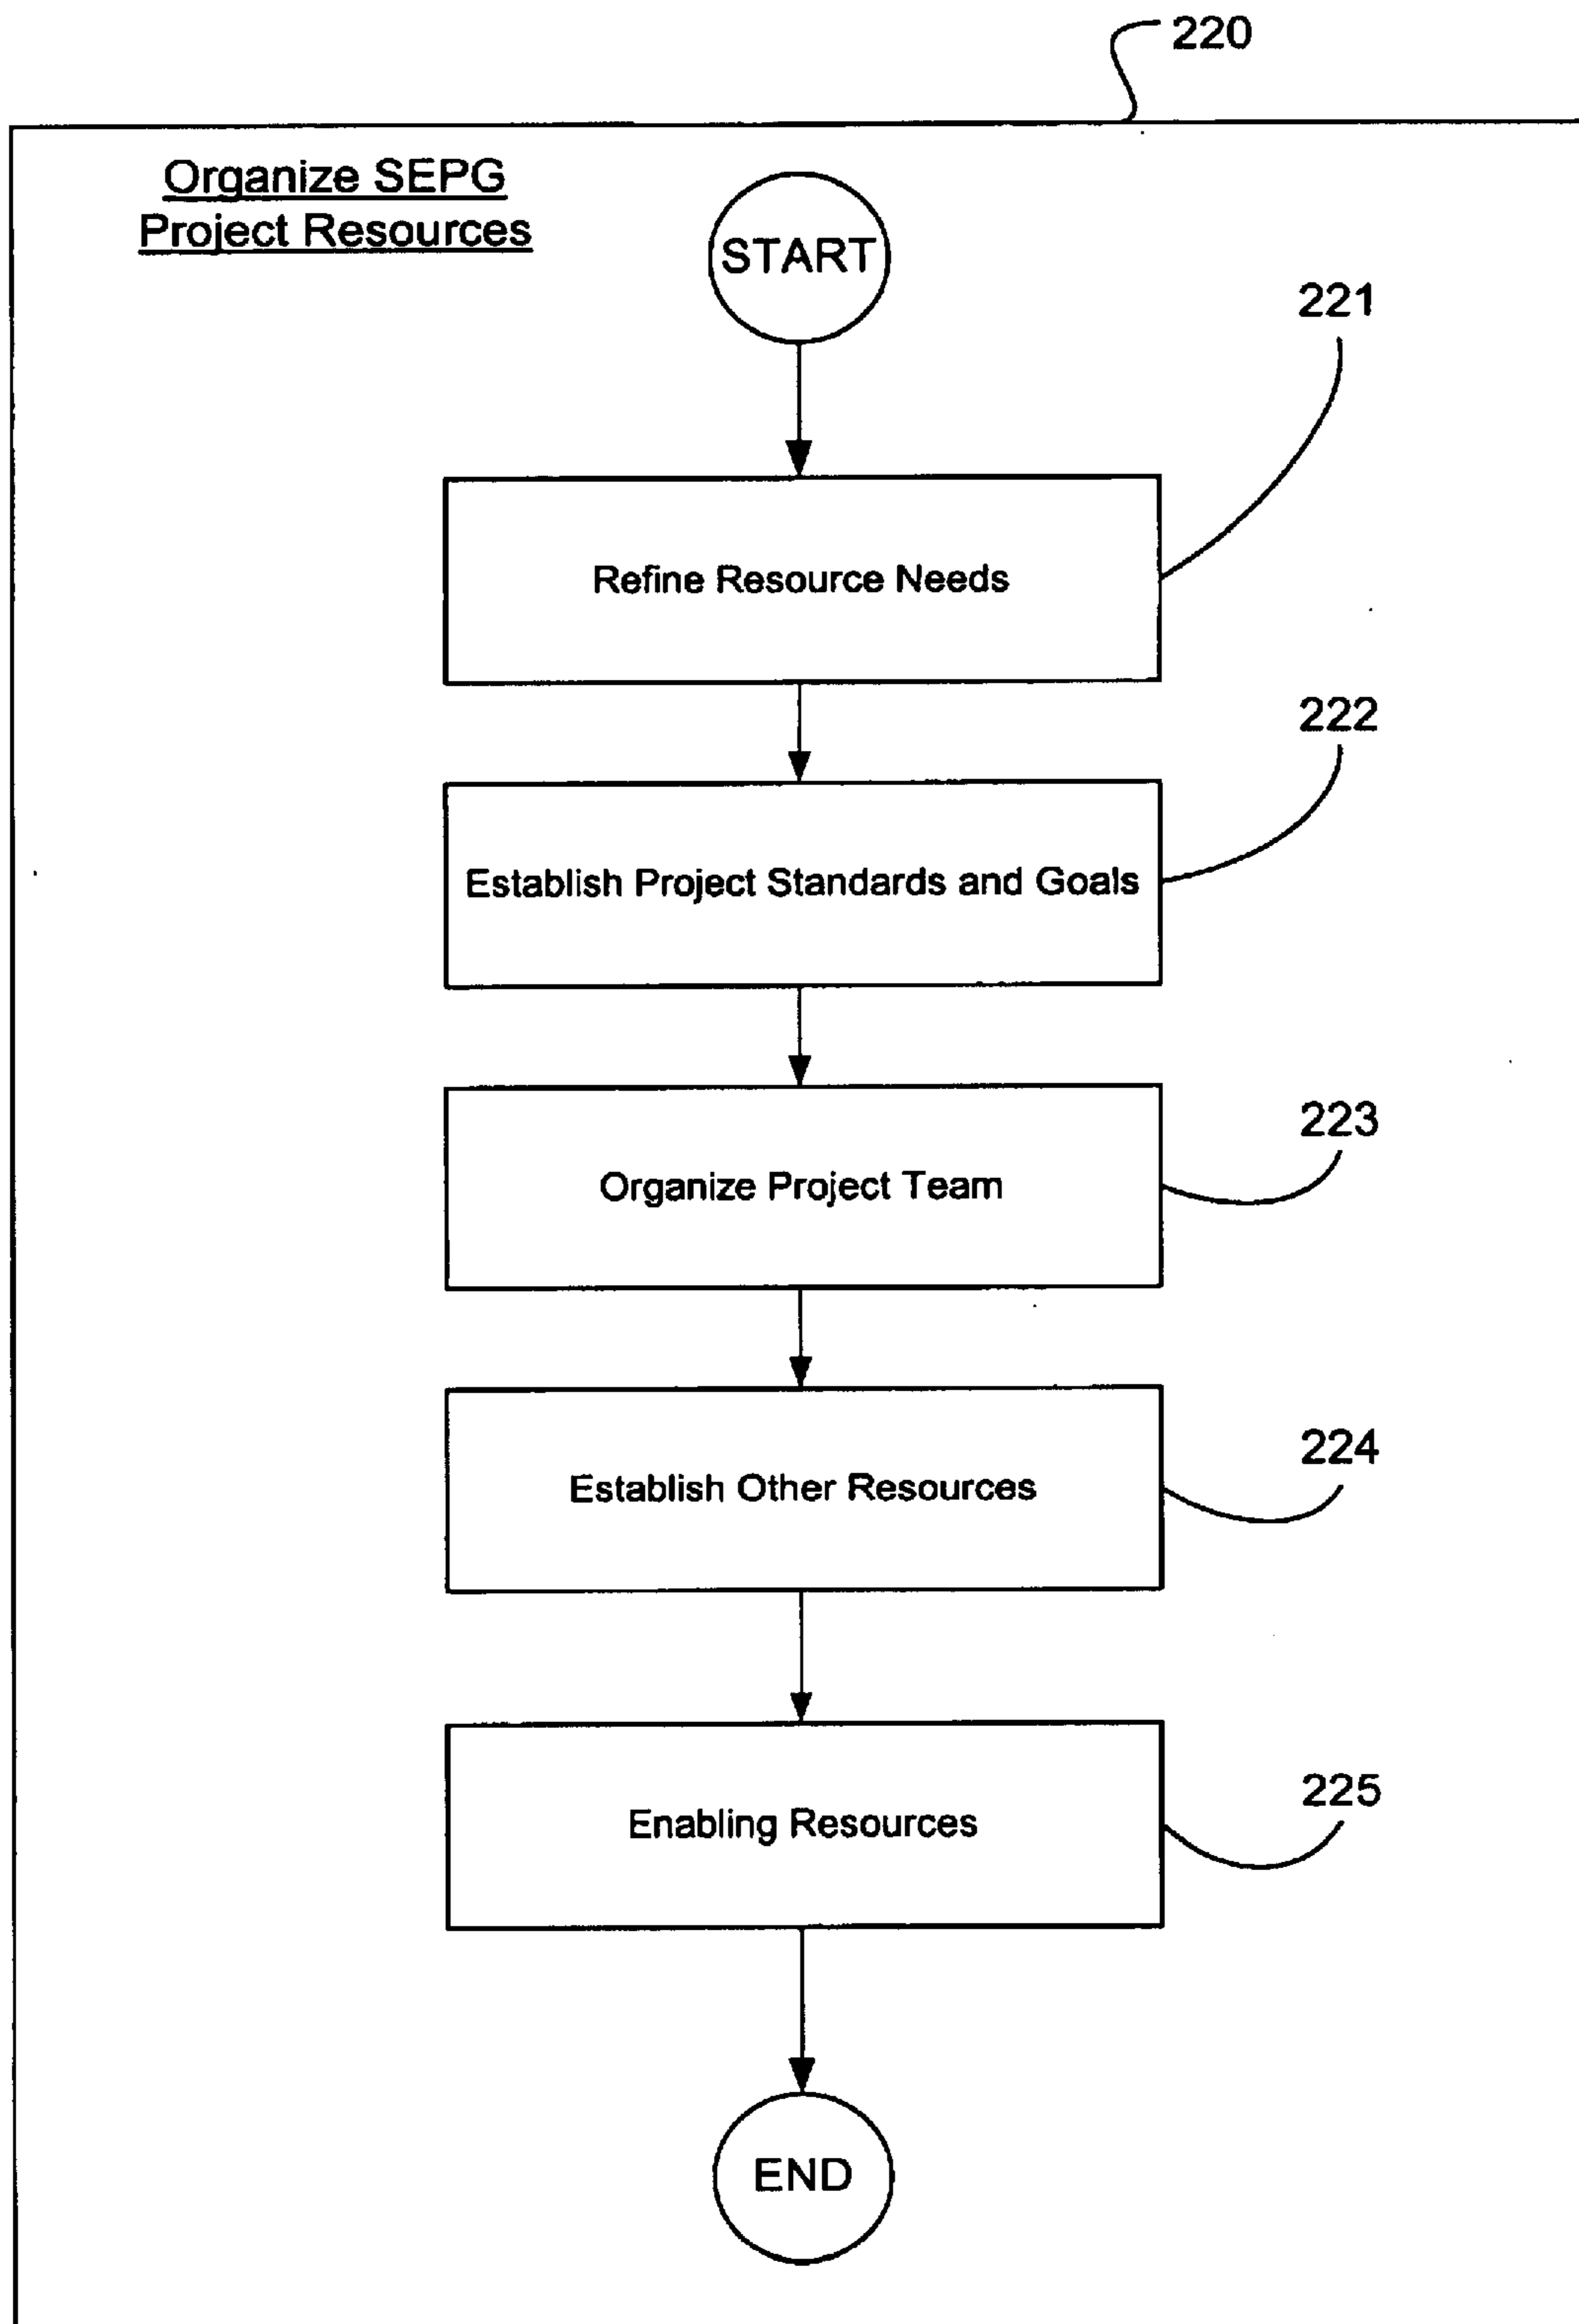 220
Organize SEPG
Project Resources
START
221
Refine Resource Needs
222
Establish Project Standards and Goals
223
Organize Project Team
224
Establish Other Resources
225
Enabling Resources
END